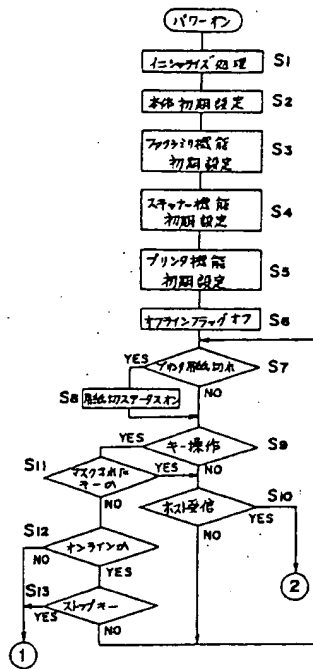 パワーオン
イニシャライズ処理 S1
本体初期設定 S2
ファクシミリ機能
初期設定 S3
スキャナー機能
初期設定 S4
プリンタ機能
初期設定 S5
オフラインフラッグオフ S6
プリンタ用紙切れ S7
YES
NO
S8 用紙切ステータスオン
キー操作 S9
YES
NO
S11 マスクされた
キーか
YES
NO
ホスト受信 S10
YES
NO
S12 オンラインか
NO
YES
S13 ストップキー
YES
NO
1
2